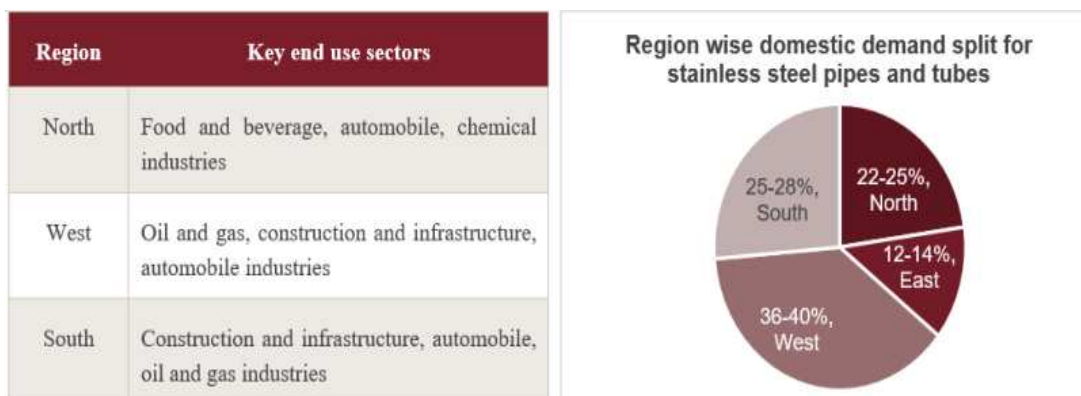 Region Key end use sectors
North Food and beverage, automobile, chemical
industries
West Oil and gas, construction and infrastructure,
automobile industries
South Construction and infrastructure, automobile,
oil and gas industries
Region wise domestic demand split for
stainless steel pipes and tubes
25-28%,
South
22-25%,
North
12-14%,
East
36-40%,
West